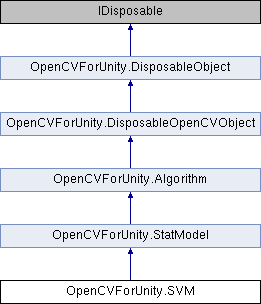 IDisposable
OpenCVForUnity.DisposableObject
OpenCVForUnity.DisposableOpenCVObject
OpenCVForUnity.Algorithm
OpenCVForUnity.StatModel
OpenCVForUnity.SVM